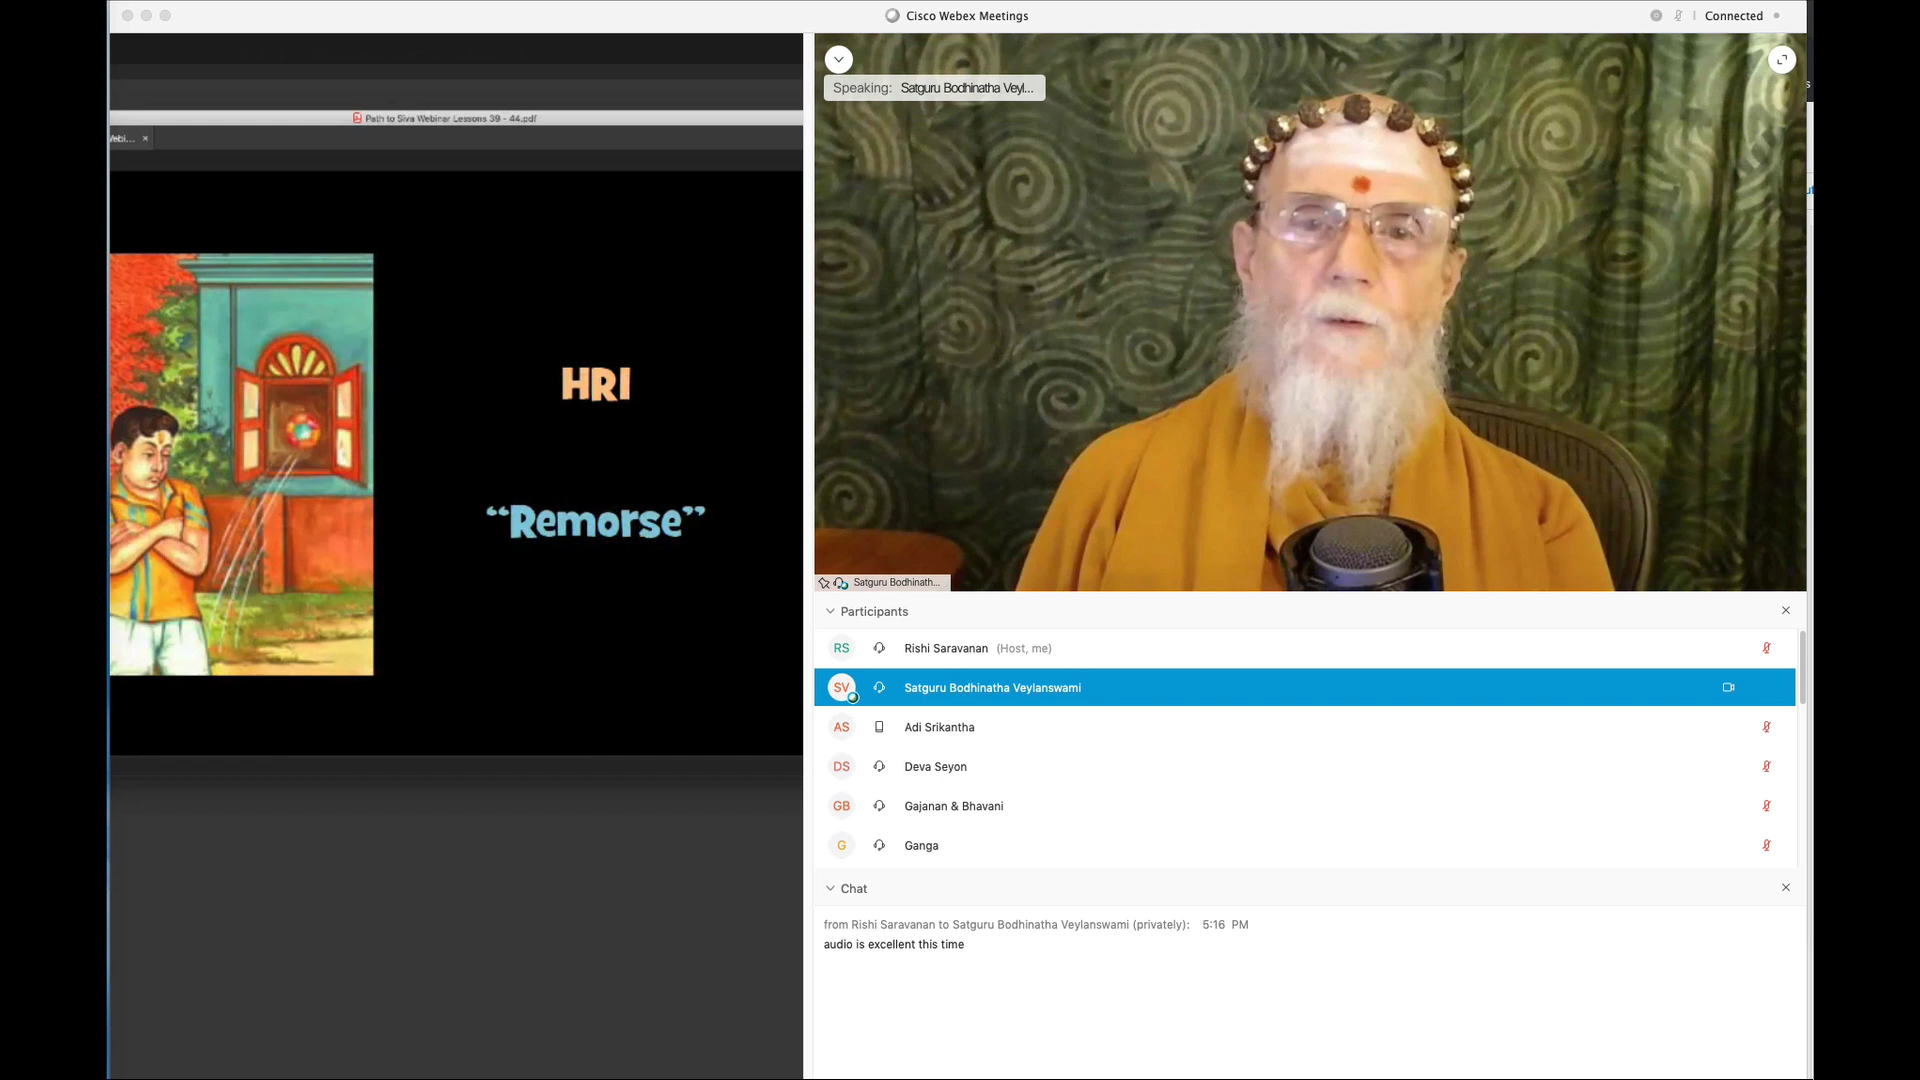 Cisco Webex Meetings
Connected
Path to Siva Webinar Lessons 39 - 44.pdf
HRI
“Remorse”
Speaking: Satguru Bodhinatha Veyl...
Satguru Bodhinath...
Participants
RS Rishi Saravanan (Host, me)
SV Satguru Bodhinatha Veylanswami
AS Adi Srikantha
DS Deva Seyon
GB Gajanan & Bhavani
G Ganga
Chat
from Rishi Saravanan to Satguru Bodhinatha Veylanswami (privately): 5:16 PM
audio is excellent this time